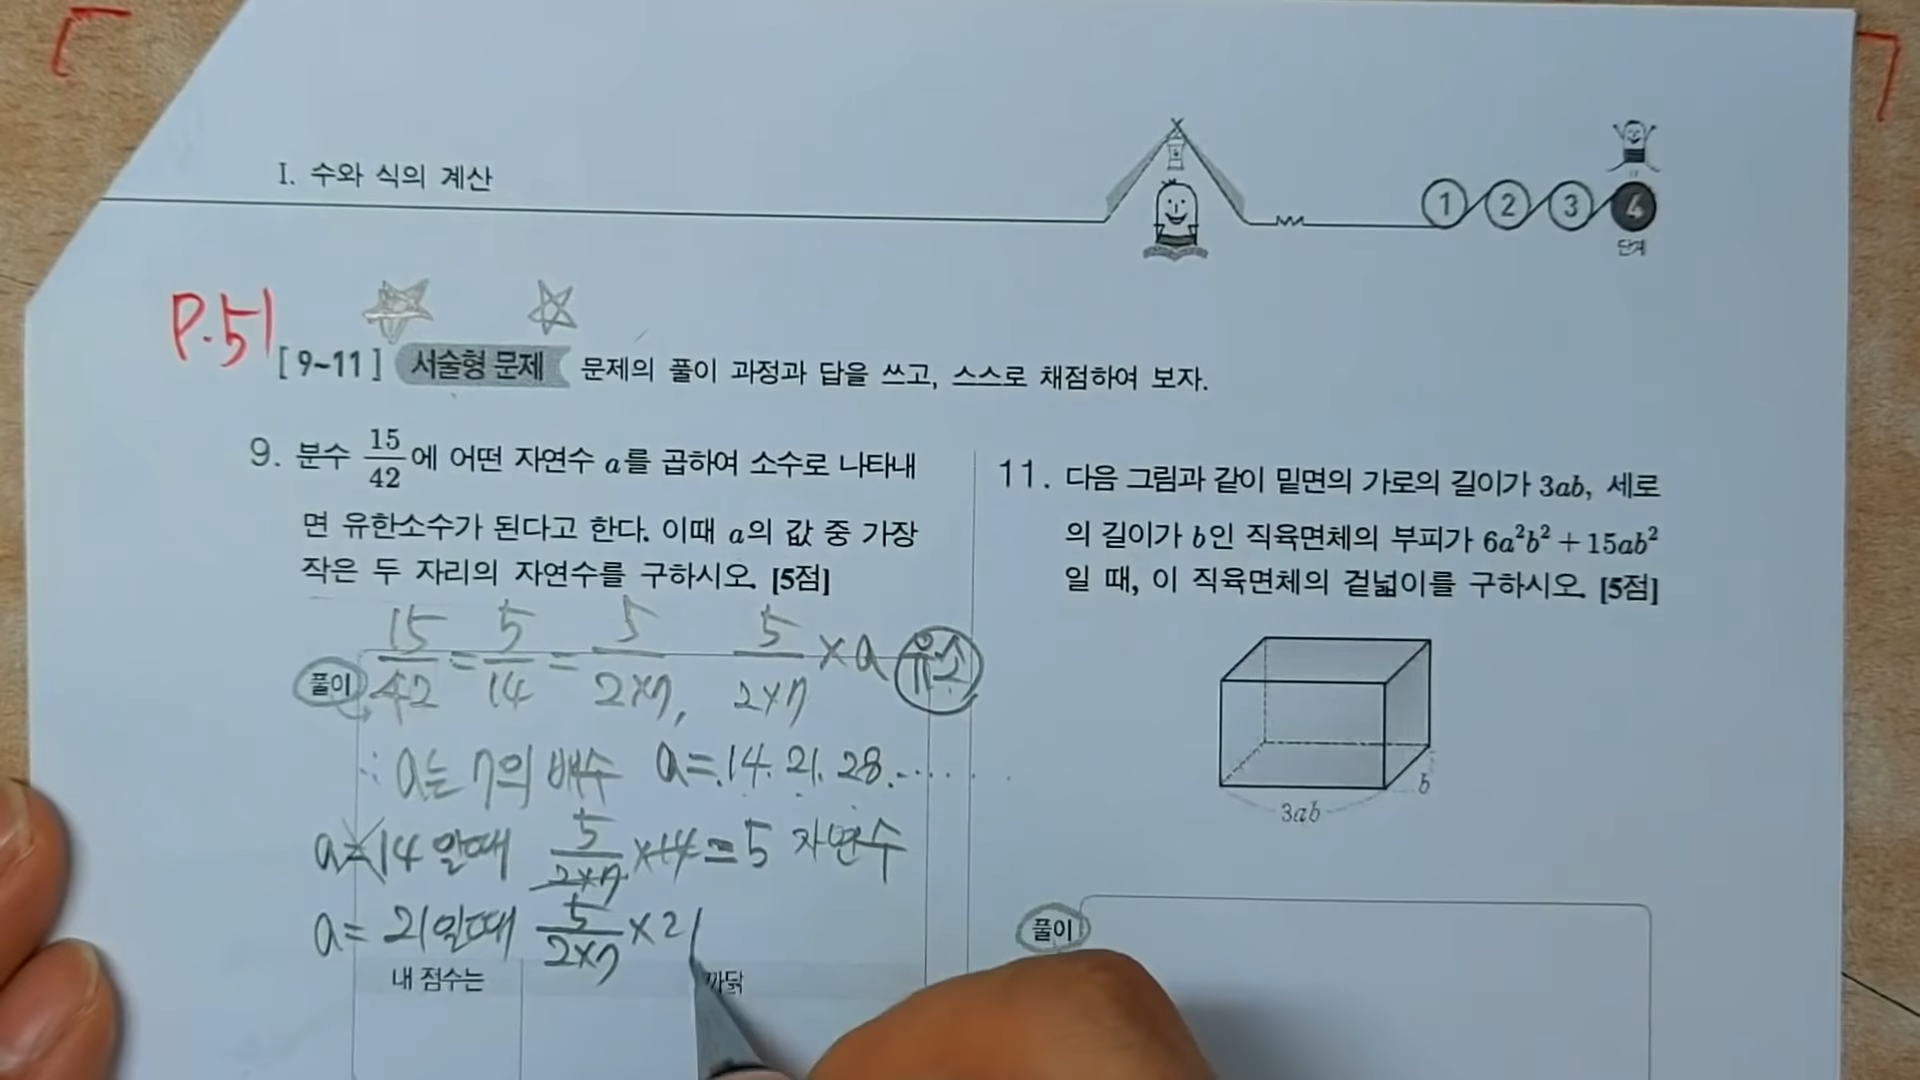 I. 수와 식의 계산
1 2 3 4
단계
P.51
[9~11] 서술형 문제 문제의 풀이 과정과 답을 쓰고, 스스로 채점하여 보자.
9. 분수 15/42에 어떤 자연수 a를 곱하여 소수로 나타내
면 유한소수가 된다고 한다. 이때 a의 값 중 가장
작은 두 자리의 자연수를 구하시오. [5점]
풀이 15/42 = 5/14 = 5/2×7, 5/2×7 ×a 유소
∴ a는 7의 배수 a=14. 21. 28. ....
a=14 일때 5/2×7 ×14=5 자연수
a= 21일때 5/2×7 ×21
내 점수는 까닭
11. 다음 그림과 같이 밑면의 가로의 길이가 3ab, 세로
의 길이가 b인 직육면체의 부피가 6a²b²+15ab²
일 때, 이 직육면체의 겉넓이를 구하시오. [5점]
b
3ab
풀이